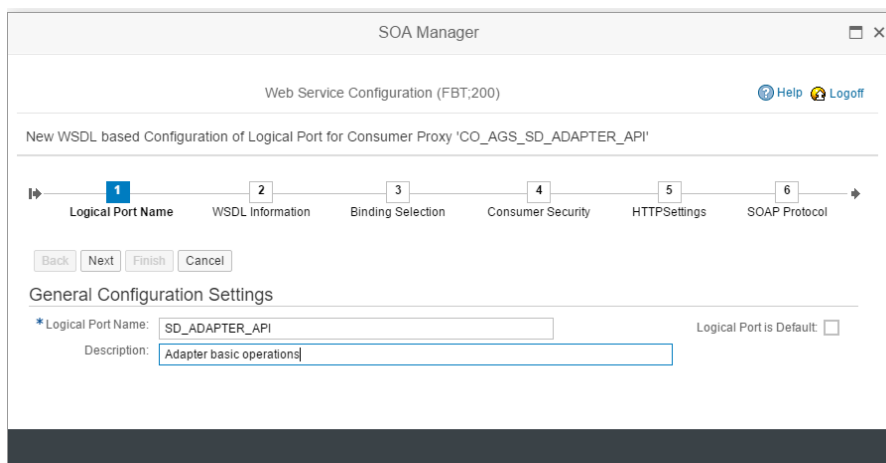 SOA Manager
Web Service Configuration (FBT;200)
Help Logoff
New WSDL based Configuration of Logical Port for Consumer Proxy 'CO_AGS_SD_ADAPTER_API'
1 2 3 4 5 6
Logical Port Name WSDL Information Binding Selection Consumer Security HTTPSettings SOAP Protocol
Back Next Finish Cancel
General Configuration Settings
* Logical Port Name: SD_ADAPTER_API Logical Port is Default:
Description: Adapter basic operations